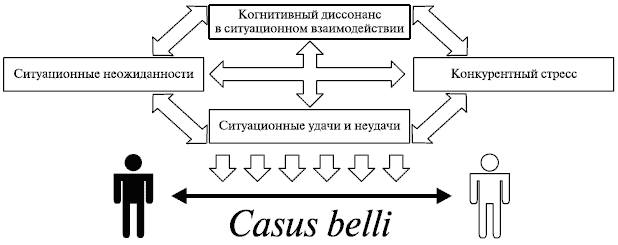 Когнитивный диссонанс
в ситуационном взаимодействии
Ситуационные неожиданности
Конкурентный стресс
Ситуационные удачи и неудачи
Casus belli